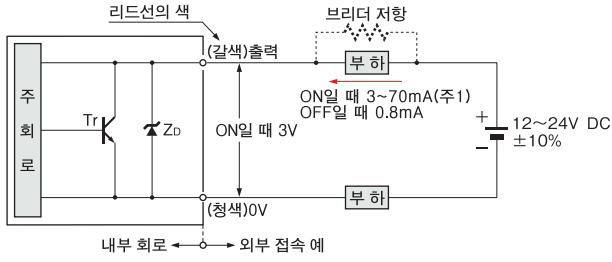 리드선의 색
브리더 저항
(갈색)출력
부 하
주
회
로
Tr
ZD
ON일 때 3V
ON일 때 3~70mA(주1)
OFF일 때 0.8mA
+
−
12~24V DC
±10%
(청색)0V
부 하
내부 회로
외부 접속 예